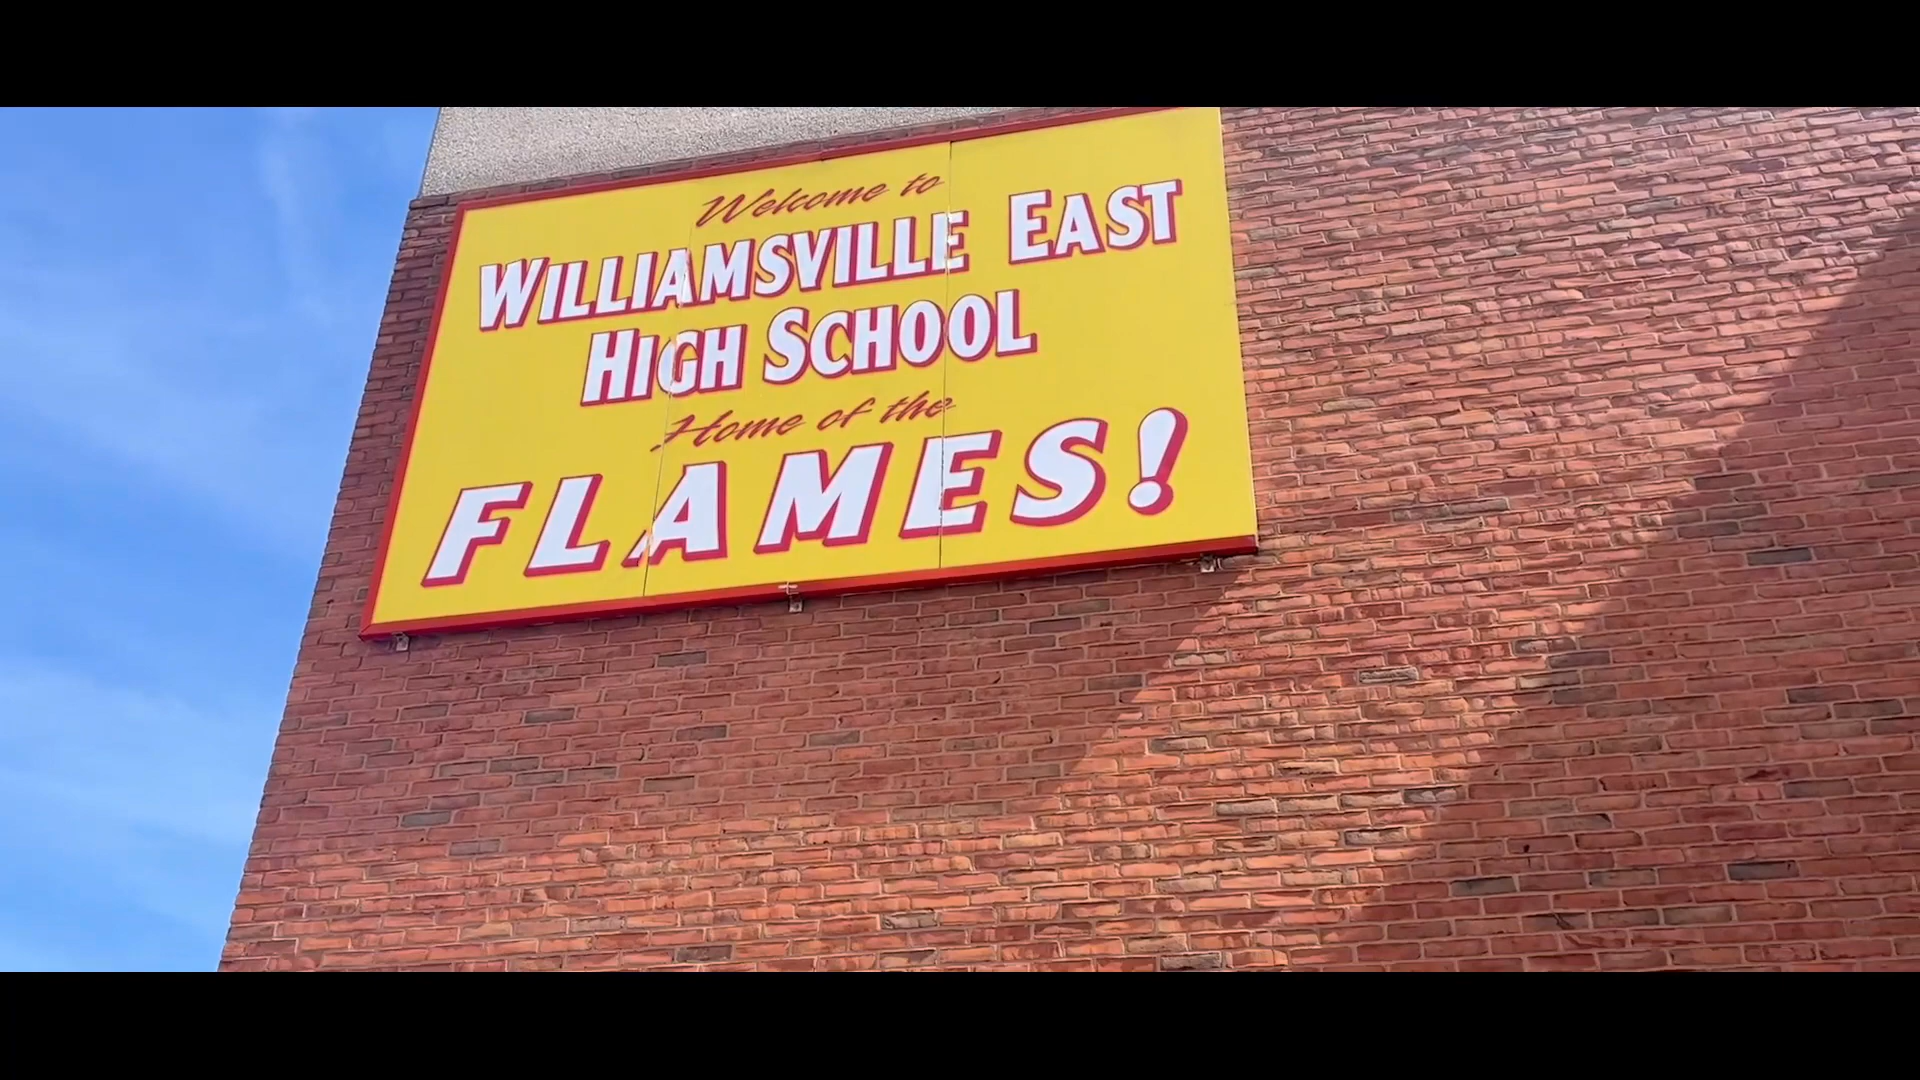 Welcome to
WILLIAMSVILLE EAST
HIGH SCHOOL
Home of the
FLAMES!